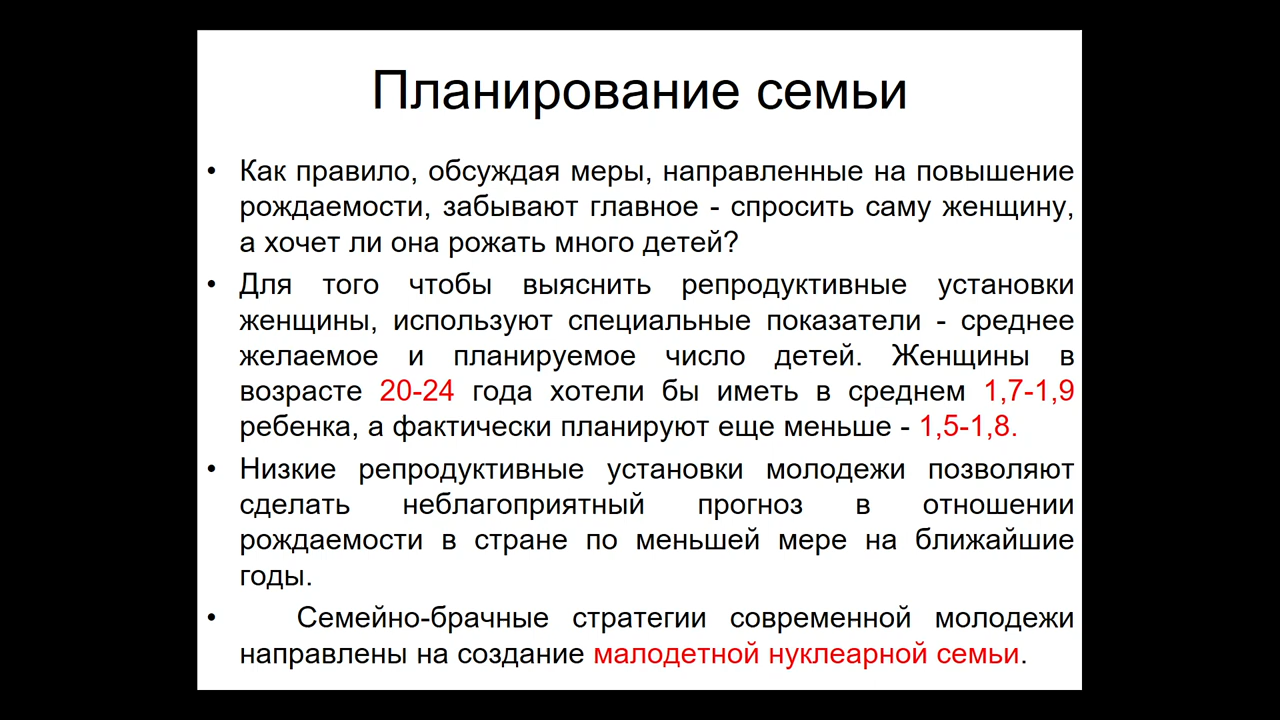 Планирование семьи
• Как правило, обсуждая меры, направленные на повышение
рождаемости, забывают главное - спросить саму женщину,
а хочет ли она рожать много детей?
• Для того чтобы выяснить репродуктивные установки
женщины, используют специальные показатели - среднее
желаемое и планируемое число детей. Женщины в
возрасте 20-24 года хотели бы иметь в среднем 1,7-1,9
ребенка, а фактически планируют еще меньше - 1,5-1,8.
• Низкие репродуктивные установки молодежи позволяют
сделать неблагоприятный прогноз в отношении
рождаемости в стране по меньшей мере на ближайшие
годы.
• Семейно-брачные стратегии современной молодежи
направлены на создание малодетной нуклеарной семьи.